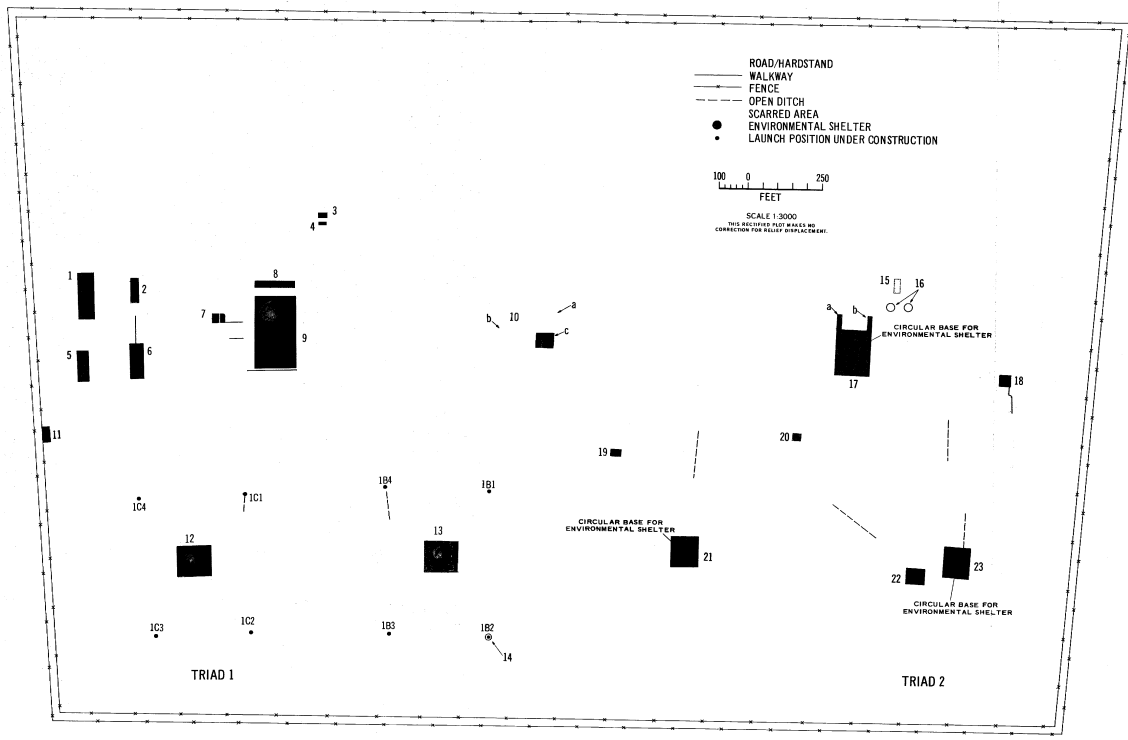 ROAD/HARDSTAND
WALKWAY
FENCE
OPEN DITCH
SCARRED AREA
ENVIRONMENTAL SHELTER
LAUNCH POSITION UNDER CONSTRUCTION
100 0 250
FEET
SCALE 1:3000
THIS RECTIFIED PLOT MAKES NO
CORRECTION FOR RELIEF DISPLACEMENT.
3
4
1
2
8
7
9
5
6
10
a
b
c
15
16
a
b
CIRCULAR BASE FOR
ENVIRONMENTAL SHELTER
17
18
11
19
20
1C4
1C1
1B4
1B1
12
13
CIRCULAR BASE FOR
ENVIRONMENTAL SHELTER
21
22
23
CIRCULAR BASE FOR
ENVIRONMENTAL SHELTER
1C3
1C2
1B3
1B2
14
TRIAD 1
TRIAD 2